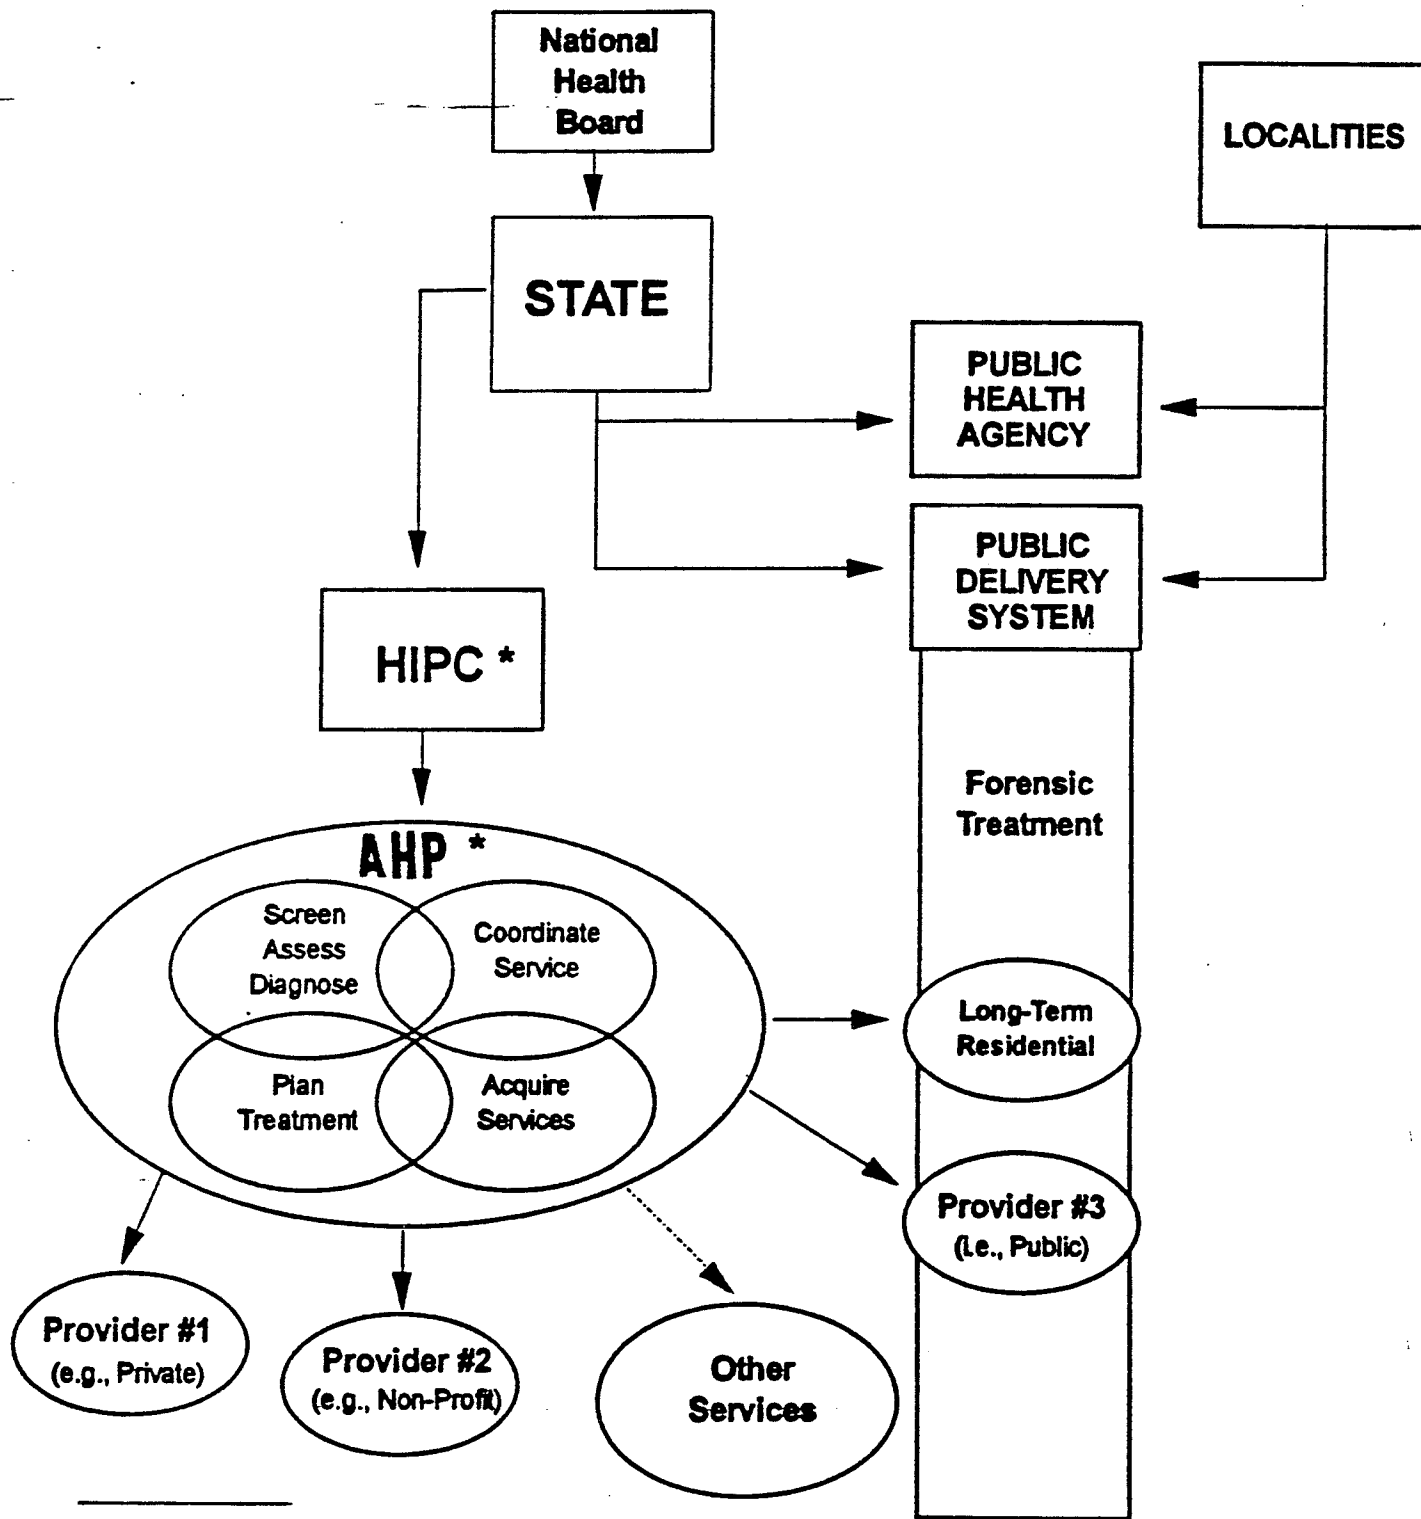 National
Health
Board
LOCALITIES
STATE
PUBLIC
HEALTH
AGENCY
PUBLIC
DELIVERY
SYSTEM
HIPC *
Forensic
Treatment
AHP *
Screen
Assess
Diagnose
Coordinate
Service
Plan
Treatment
Acquire
Services
Long-Term
Residential
Provider #3
(i.e., Public)
Provider #1
(e.g., Private)
Provider #2
(e.g., Non-Profit)
Other
Services